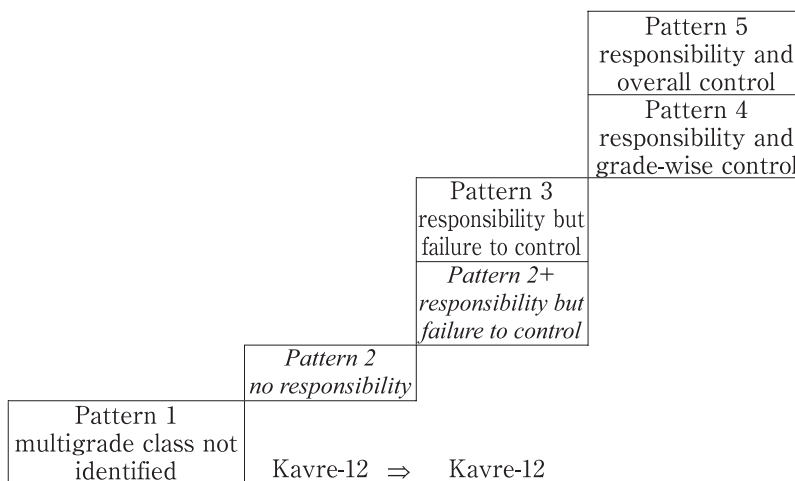 Pattern 5
responsibility and
overall control
Pattern 4
responsibility and
grade-wise control
Pattern 3
responsibility but
failure to control
Pattern 2+
responsibility but
failure to control
Pattern 2
no responsibility
Pattern 1
multigrade class not
identified
Kavre-12 ⇒ Kavre-12